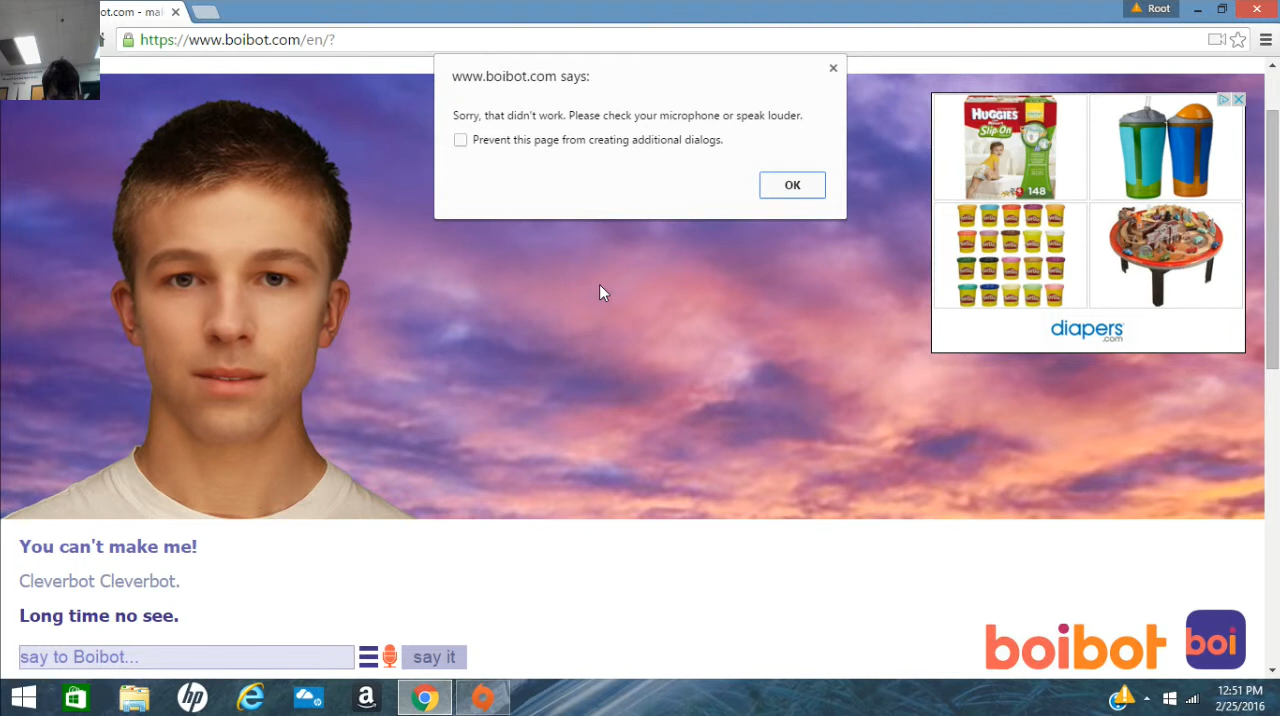 t.com - mai
Root
https://www.boibot.com/en/?
www.boibot.com says:
Sorry, that didn't work. Please check your microphone or speak louder.
Prevent this page from creating additional dialogs.
OK
HUGGIES
Slip On
148
diapers
.com
You can't make me!
Cleverbot Cleverbot.
Long time no see.
say to Boibot...
say it
boibot
boi
hp
a
12:51 PM
2/25/2016